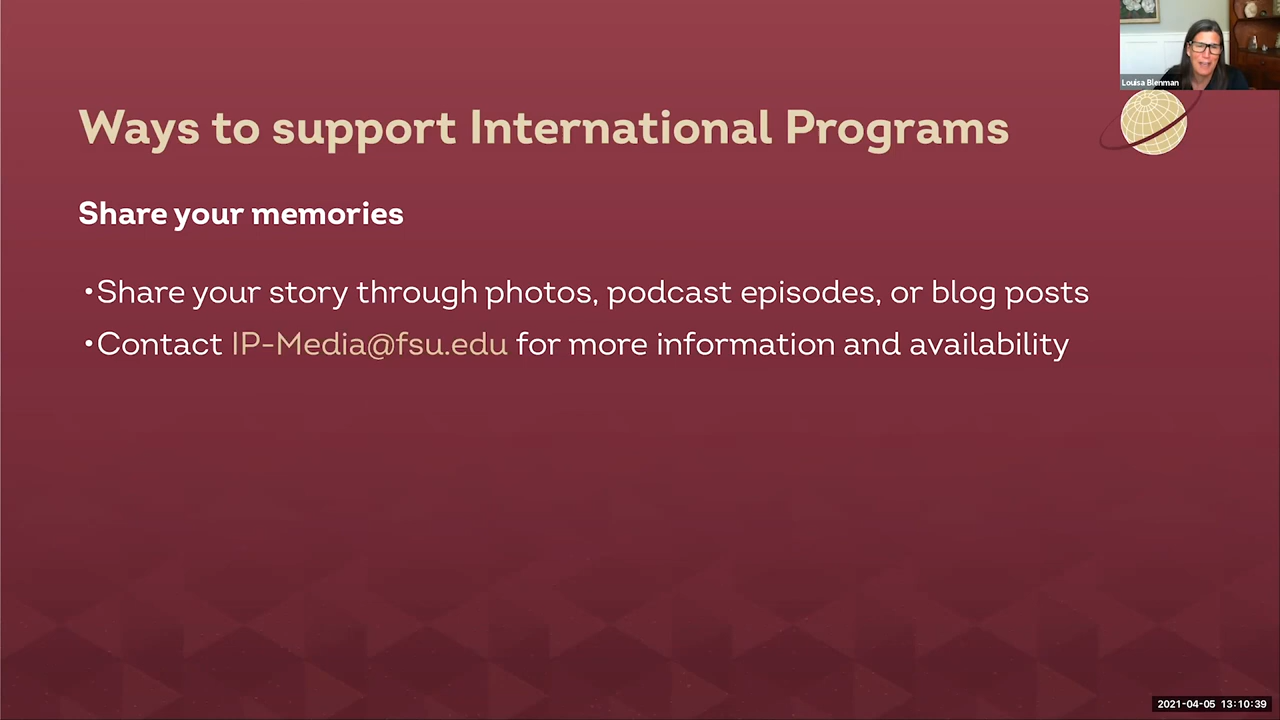 Louisa Blenman
Ways to support International Programs
Share your memories
•Share your story through photos, podcast episodes, or blog posts
•Contact IP-Media@fsu.edu for more information and availability
2021-04-05 13:10:39